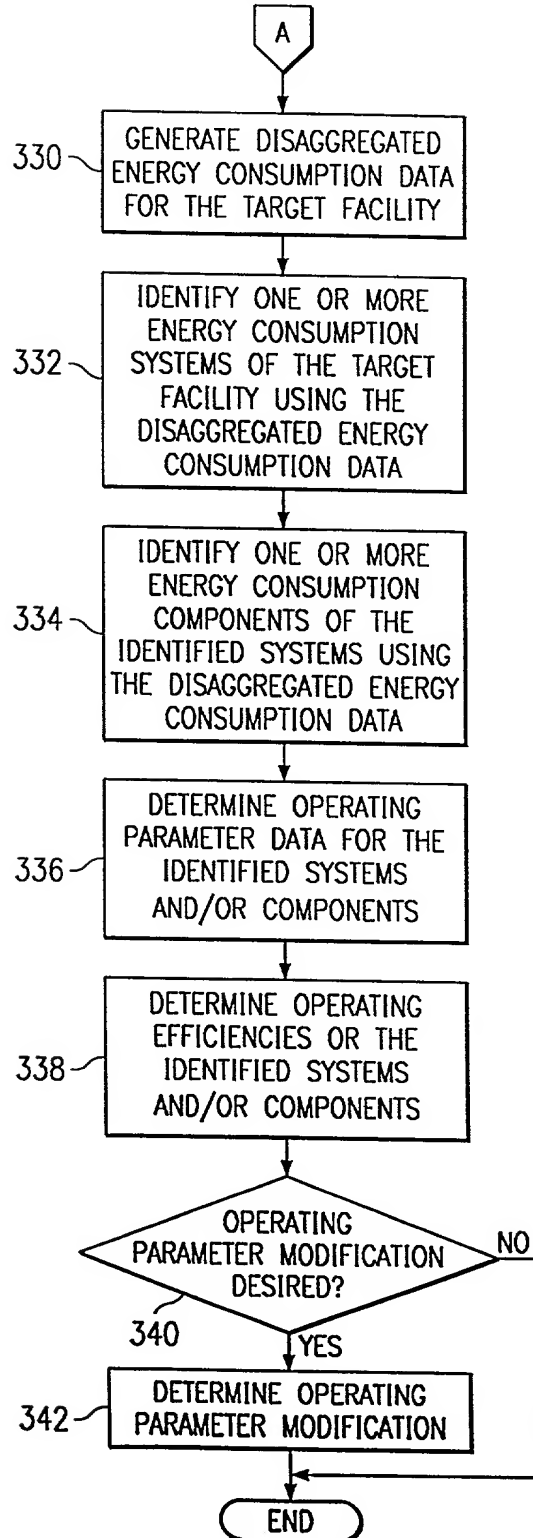 A
330
GENERATE DISAGGREGATED
ENERGY CONSUMPTION DATA
FOR THE TARGET FACILITY
332
IDENTIFY ONE OR MORE
ENERGY CONSUMPTION
SYSTEMS OF THE TARGET
FACILITY USING THE
DISAGGREGATED ENERGY
CONSUMPTION DATA
334
IDENTIFY ONE OR MORE
ENERGY CONSUMPTION
COMPONENTS OF THE
IDENTIFIED SYSTEMS USING
THE DISAGGREGATED ENERGY
CONSUMPTION DATA
336
DETERMINE OPERATING
PARAMETER DATA FOR THE
IDENTIFIED SYSTEMS
AND/OR COMPONENTS
338
DETERMINE OPERATING
EFFICIENCIES OR THE
IDENTIFIED SYSTEMS
AND/OR COMPONENTS
OPERATING
PARAMETER MODIFICATION
DESIRED?
NO
340
YES
342
DETERMINE OPERATING
PARAMETER MODIFICATION
END